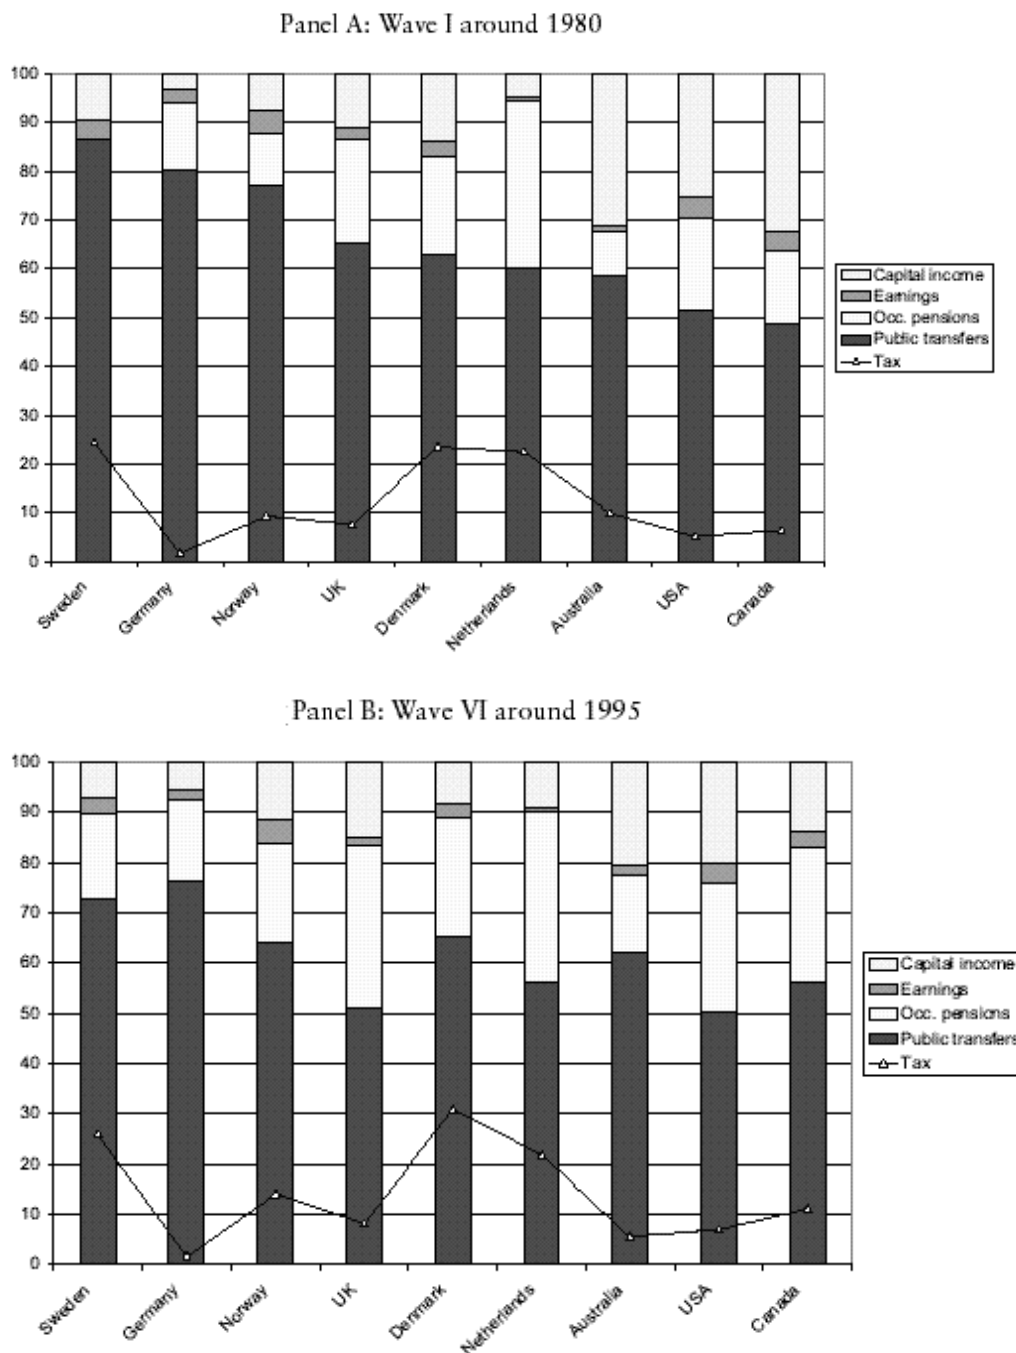 Panel A: Wave I around 1980
100
90
80
70
60
50
40
30
20
10
0
Sweden
Germany
Norway
UK
Denmark
Netherlands
Australia
USA
Canada
Capital income
Earnings
Occ. pensions
Public transfers
Tax
Panel B: Wave VI around 1995
100
90
80
70
60
50
40
30
20
10
0
Sweden
Germany
Norway
UK
Denmark
Netherlands
Australia
USA
Canada
Capital income
Earnings
Occ. pensions
Public transfers
Tax